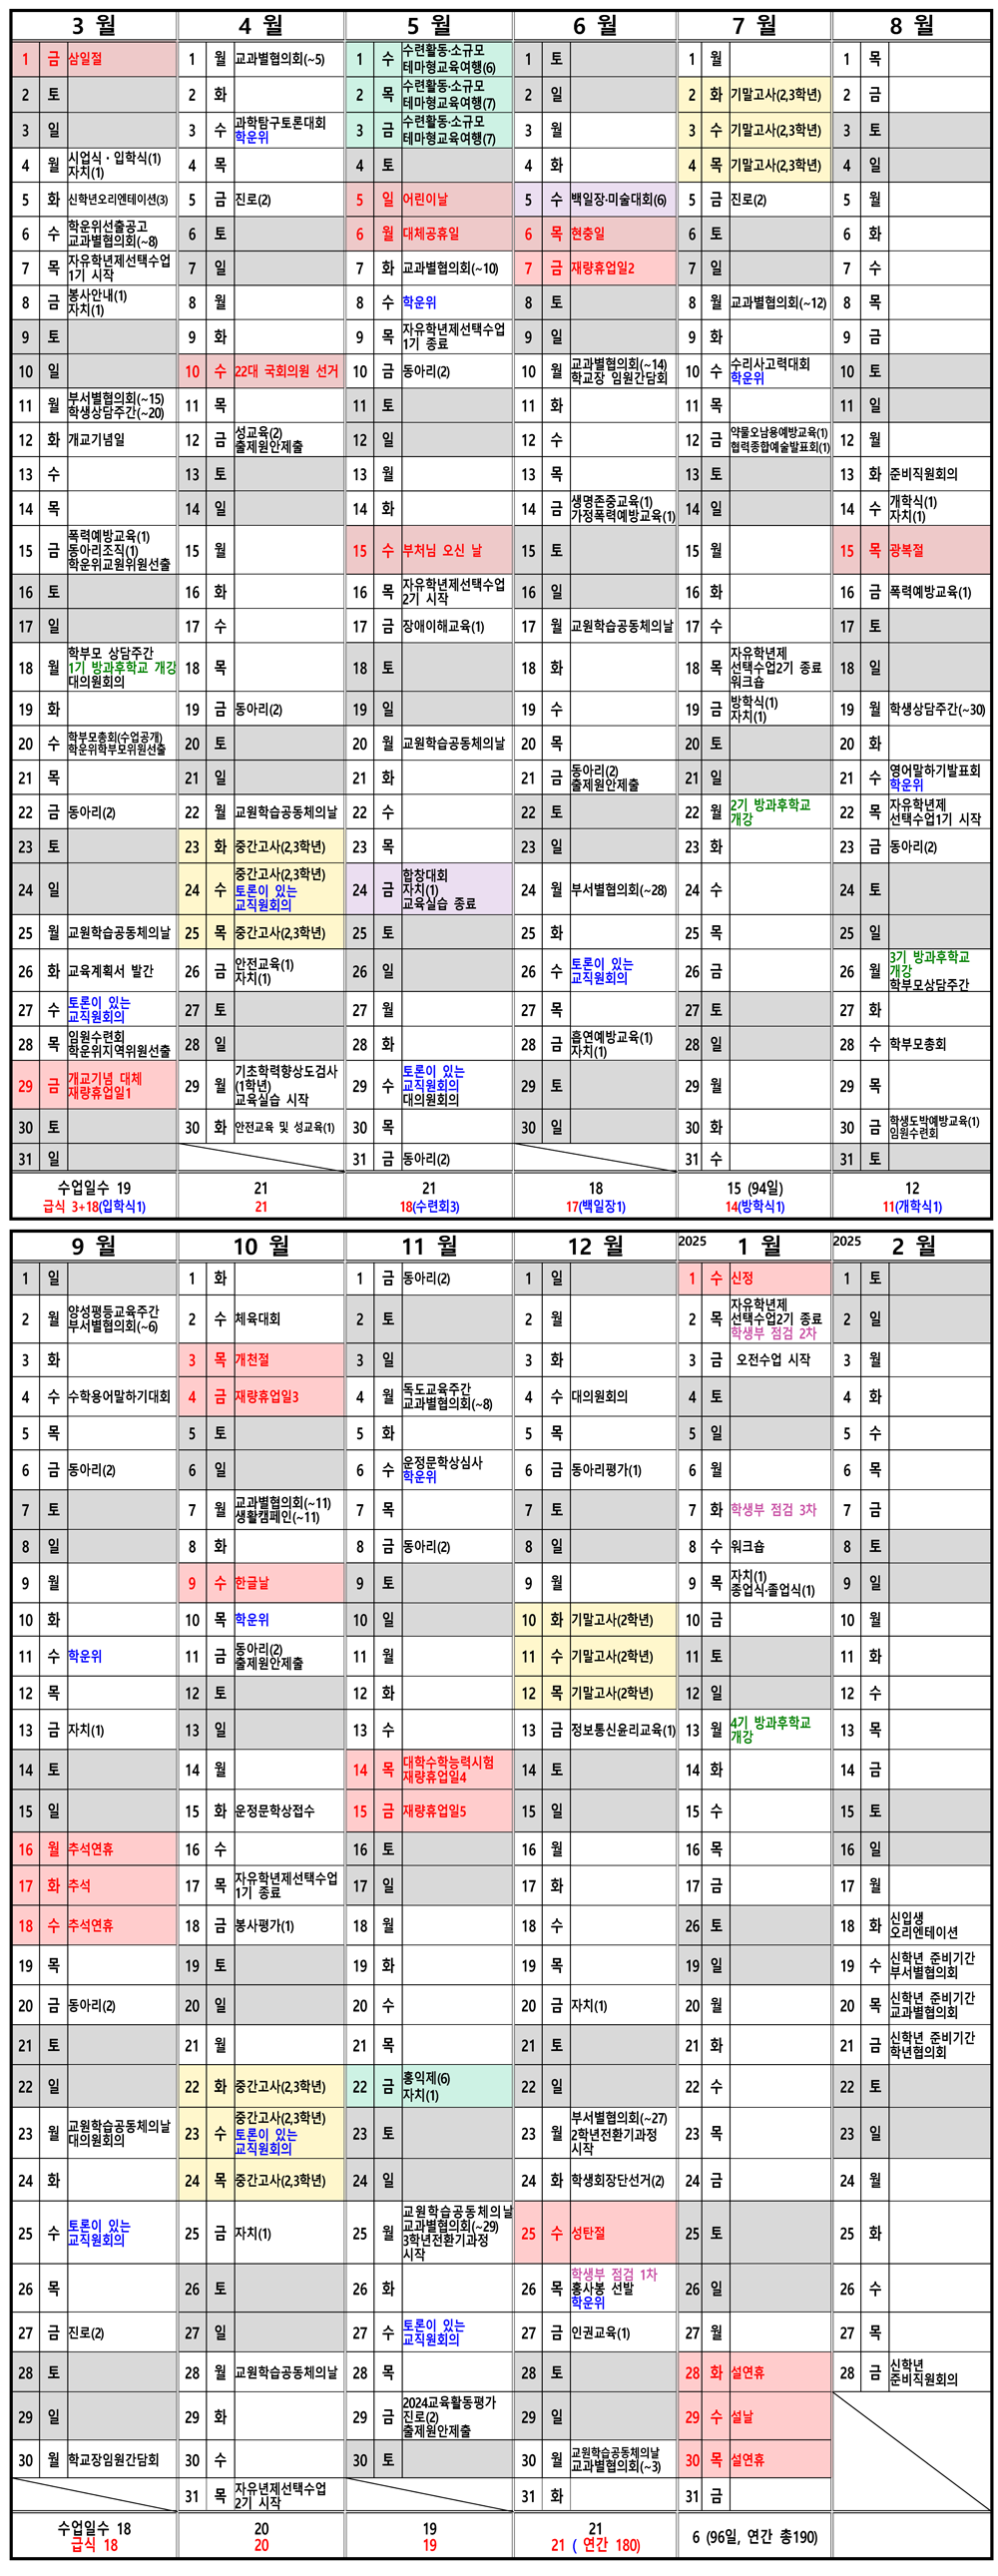 3 월
1 금 삼일절
2 토
3 일
4 월 시업식·입학식(1)
자치(1)
5 화 신학년오리엔테이션(3)
6 수 학운위선출공고
교과별협의회(~8)
7 목 자유학년제선택수업
1기 시작
8 금 봉사안내(1)
자치(1)
9 토
10 일
11 월 부서별협의회(~15)
학생상담주간(~20)
12 화 개교기념일
13 수
14 목
15 금 폭력예방교육(1)
동아리조직(1)
학운위교원위원선출
16 토
17 일
18 월 학부모 상담주간
1기 방과후학교 개강
대의원회의
19 화
20 수 학부모총회(수업공개)
학운위학부모위원선출
21 목
22 금 동아리(2)
23 토
24 일
25 월 교원학습공동체의날
26 화 교육계획서 발간
27 수 토론이 있는
교직원회의
28 목 임원수련회
학운위지역위원선출
29 금 개교기념 대체
재량휴업일1
30 토
31 일
수업일수 19
급식 3+18(입학식1)
4 월
1 월 교과별협의회(~5)
2 화
3 수 과학탐구토론대회
학운위
4 목
5 금 진로(2)
6 토
7 일
8 월
9 화
10 수 22대 국회의원 선거
11 목
12 금 성교육(2)
출제원안제출
13 토
14 일
15 월
16 화
17 수
18 목
19 금 동아리(2)
20 토
21 일
22 월 교원학습공동체의날
23 화 중간고사(2,3학년)
24 수 중간고사(2,3학년)
토론이 있는
교직원회의
25 목 중간고사(2,3학년)
26 금 안전교육(1)
자치(1)
27 토
28 일
29 월 기초학력향상도검사
(1학년)
교육실습 시작
30 화 안전교육 및 성교육(1)
21
21
5 월
1 수 수련활동·소규모
테마형교육여행(6)
2 목 수련활동·소규모
테마형교육여행(7)
3 금 수련활동·소규모
테마형교육여행(7)
4 토
5 일 어린이날
6 월 대체공휴일
7 화 교과별협의회(~10)
8 수 학운위
9 목 자유학년제선택수업
1기 종료
10 금 동아리(2)
11 토
12 일
13 월
14 화
15 수 부처님 오신 날
16 목 자유학년제선택수업
2기 시작
17 금 장애이해교육(1)
18 토
19 일
20 월 교원학습공동체의날
21 화
22 수
23 목
24 금 합창대회
자치(1)
교육실습 종료
25 토
26 일
27 월
28 화
29 수 토론이 있는
교직원회의
대의원회의
30 목
31 금 동아리(2)
21
18(수련회3)
6 월
1 토
2 일
3 월
4 화
5 수 백일장·미술대회(6)
6 목 현충일
7 금 재량휴업일2
8 토
9 일
10 월 교과별협의회(~14)
학교장 임원간담회
11 화
12 수
13 목
14 금 생명존중교육(1)
가정폭력예방교육(1)
15 토
16 일
17 월 교원학습공동체의날
18 화
19 수
20 목
21 금 동아리(2)
출제원안제출
22 토
23 일
24 월 부서별협의회(~28)
25 화
26 수 토론이 있는
교직원회의
27 목
28 금 흡연예방교육(1)
자치(1)
29 토
30 일
18
17(백일장1)
7 월
1 월
2 화 기말고사(2,3학년)
3 수 기말고사(2,3학년)
4 목 기말고사(2,3학년)
5 금 진로(2)
6 토
7 일
8 월 교과별협의회(~12)
9 화
10 수 수리사고력대회
학운위
11 목
12 금 약물오남용예방교육(1)
협력종합예술발표회(1)
13 토
14 일
15 월
16 화
17 수
18 목 자유학년제
선택수업2기 종료
워크숍
19 금 방학식(1)
자치(1)
20 토
21 일
22 월 2기 방과후학교
개강
23 화
24 수
25 목
26 금
27 토
28 일
29 월
30 화
31 수
15 (94일)
14(방학식1)
8 월
1 목
2 금
3 토
4 일
5 월
6 화
7 수
8 목
9 금
10 토
11 일
12 월
13 화 준비직원회의
14 수 개학식(1)
자치(1)
15 목 광복절
16 금 폭력예방교육(1)
17 토
18 일
19 월 학생상담주간(~30)
20 화
21 수 영어말하기발표회
학운위
22 목 자유학년제
선택수업1기 시작
23 금 동아리(2)
24 토
25 일
26 월 3기 방과후학교
개강
학부모상담주간
27 화
28 수 학부모총회
29 목
30 금 학생도박예방교육(1)
임원수련회
31 토
12
11(개학식1)
9 월
1 일
2 월 양성평등교육주간
부서별협의회(~6)
3 화
4 수 수학용어말하기대회
5 목
6 금 동아리(2)
7 토
8 일
9 월
10 화
11 수 학운위
12 목
13 금 자치(1)
14 토
15 일
16 월 추석연휴
17 화 추석
18 수 추석연휴
19 목
20 금 동아리(2)
21 토
22 일
23 월 교원학습공동체의날
대의원회의
24 화
25 수 토론이 있는
교직원회의
26 목
27 금 진로(2)
28 토
29 일
30 월 학교장임원간담회
수업일수 18
급식 18
10 월
1 화
2 수 체육대회
3 목 개천절
4 금 재량휴업일3
5 토
6 일
7 월 교과별협의회(~11)
생활캠페인(~11)
8 화
9 수 한글날
10 목 학운위
11 금 동아리(2)
출제원안제출
12 토
13 일
14 월
15 화 운정문학상접수
16 수
17 목 자유학년제선택수업
1기 종료
18 금 봉사평가(1)
19 토
20 일
21 월
22 화 중간고사(2,3학년)
23 수 중간고사(2,3학년)
토론이 있는
교직원회의
24 목 중간고사(2,3학년)
25 금 자치(1)
26 토
27 일
28 월 교원학습공동체의날
29 화
30 수
31 목 자유년제선택수업
2기 시작
20
20
11 월
1 금 동아리(2)
2 토
3 일
4 월 독도교육주간
교과별협의회(~8)
5 화
6 수 운정문학상심사
학운위
7 목
8 금 동아리(2)
9 토
10 일
11 월
12 화
13 수
14 목 대학수학능력시험
재량휴업일4
15 금 재량휴업일5
16 토
17 일
18 월
19 화
20 수
21 목
22 금 홍익제(6)
자치(1)
23 토
24 일
25 월 교원학습공동체의날
교과별협의회(~29)
3학년전환기과정
시작
26 화
27 수 토론이 있는
교직원회의
28 목
29 금 2024교육활동평가
진로(2)
출제원안제출
30 토
19
19
12 월
1 일
2 월
3 화
4 수 대의원회의
5 목
6 금 동아리평가(1)
7 토
8 일
9 월
10 화 기말고사(2학년)
11 수 기말고사(2학년)
12 목 기말고사(2학년)
13 금 정보통신윤리교육(1)
14 토
15 일
16 월
17 화
18 수
19 목
20 금 자치(1)
21 토
22 일
23 월 부서별협의회(~27)
2학년전환기과정
시작
24 화 학생회장단선거(2)
25 수 성탄절
26 목 학생부 점검 1차
홍사봉 선발
학운위
27 금 인권교육(1)
28 토
29 일
30 월 교원학습공동체의날
교과별협의회(~3)
31 화
21
21 ( 연간 180)
2025 1 월
1 수 신정
2 목 자유학년제
선택수업2기 종료
학생부 점검 2차
3 금 오전수업 시작
4 토
5 일
6 월
7 화 학생부 점검 3차
8 수 워크숍
9 목 자치(1)
종업식·졸업식(1)
10 금
11 토
12 일
13 월 4기 방과후학교
개강
14 화
15 수
16 목
17 금
26 토
19 일
20 월
21 화
22 수
23 목
24 금
25 토
26 일
27 월
28 화 설연휴
29 수 설날
30 목 설연휴
31 금
6 (96일, 연간 총190)
2025 2 월
1 토
2 일
3 월
4 화
5 수
6 목
7 금
8 토
9 일
10 월
11 화
12 수
13 목
14 금
15 토
16 일
17 월
18 화 신입생
오리엔테이션
19 수 신학년 준비기간
부서별협의회
20 목 신학년 준비기간
교과별협의회
21 금 신학년 준비기간
학년협의회
22 토
23 일
24 월
25 화
26 수
27 목
28 금 신학년
준비직원회의